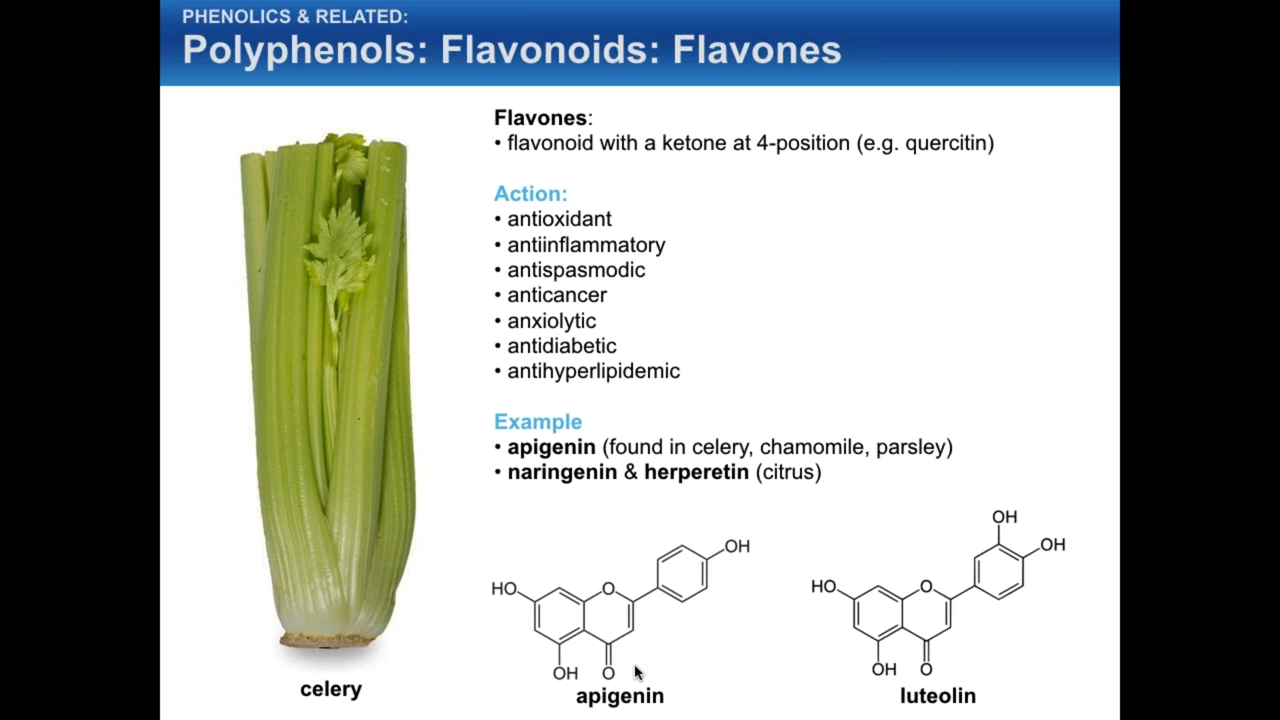 PHENOLICS & RELATED:
Polyphenols: Flavonoids: Flavones
Flavones:
• flavonoid with a ketone at 4-position (e.g. quercitin)
Action:
• antioxidant
• antiinflammatory
• antispasmodic
• anticancer
• anxiolytic
• antidiabetic
• antihyperlipidemic
Example
• apigenin (found in celery, chamomile, parsley)
• naringenin & herperetin (citrus)
OH
HO
O
OH
O
apigenin
OH
OH
HO
O
OH
O
luteolin
celery